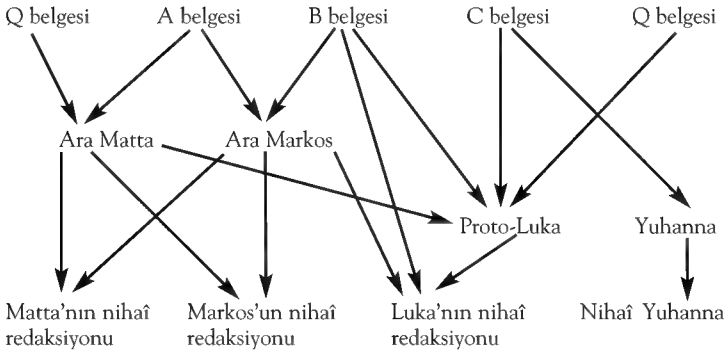 Q belgesi A belgesi B belgesi C belgesi Q belgesi
Ara Matta Ara Markos
Proto-Luka Yuhanna
Matta'nın nihaî Markos'un nihaî Luka'nın nihaî Nihaî Yuhanna
redaksiyonu redaksiyonu redaksiyonu